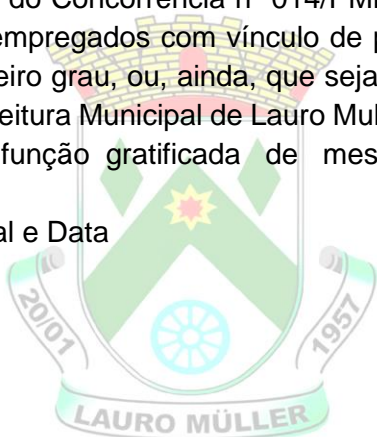 do Concorrência nº 014/PM
empregados com vínculo de p
eiro grau, ou, ainda, que seja
eitura Municipal de Lauro Mul
função gratificada de mes
al e Data
20/01
1957
LAURO MÜLLER